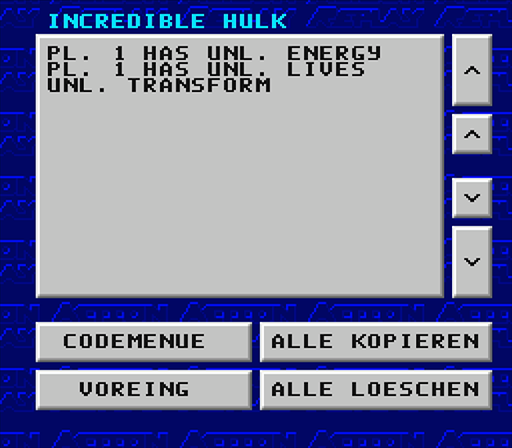 INCREDIBLE HULK
PL. 1 HAS UNL. ENERGY
PL. 1 HAS UNL. LIVES
UNL. TRANSFORM
CODEMENUE
ALLE KOPIEREN
VOREING
ALLE LOESCHEN